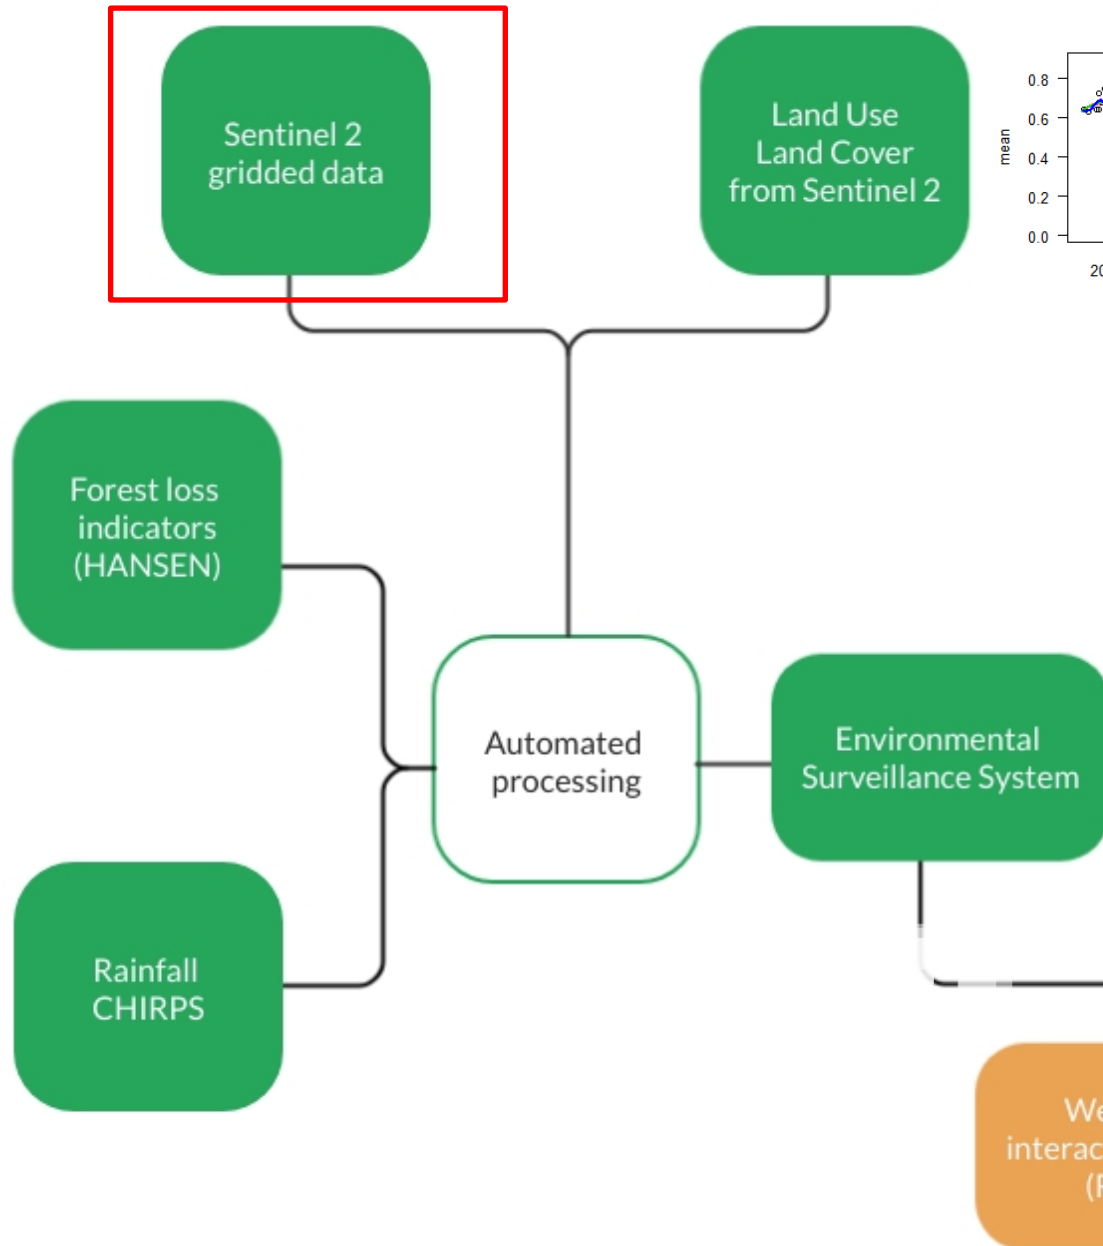 Sentinel 2
gridded data
Land Use
Land Cover
from Sentinel 2
mean
0.8
0.6
0.4
0.2
0.0
Forest loss
indicators
(HANSEN)
Automated
processing
Environmental
Surveillance System
Rainfall
CHIRPS